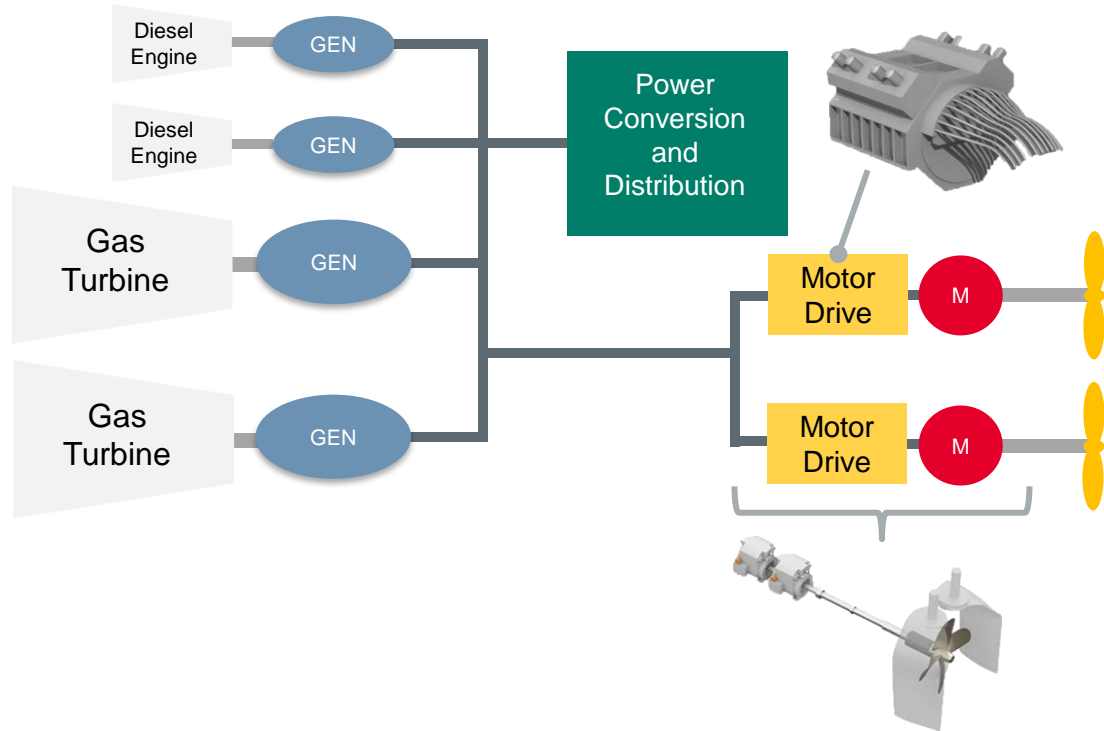 Diesel
Engine
GEN
Diesel
Engine
GEN
Gas
Turbine
GEN
Gas
Turbine
GEN
Power
Conversion
and
Distribution
Motor
Drive
M
Motor
Drive
M